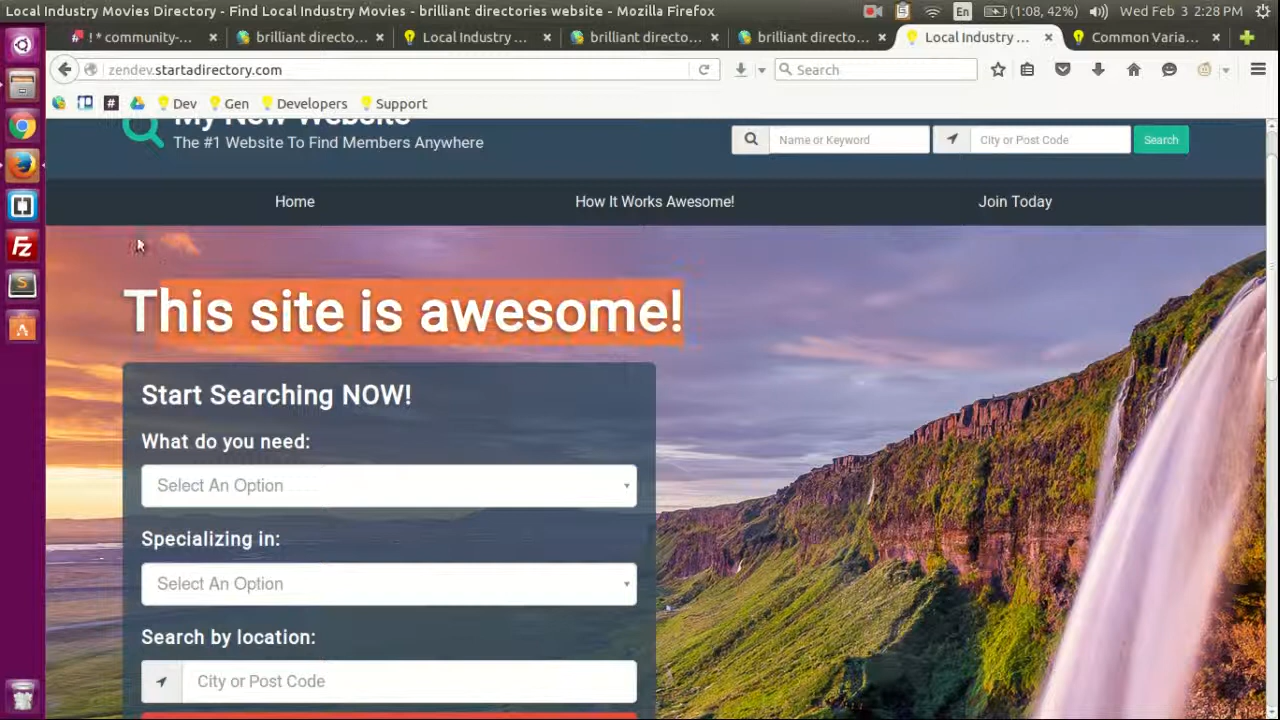 Local Industry Movies Directory - Find Local Industry Movies - brilliant directories website - Mozilla Firefox
En (1:08, 42%) Wed Feb 3 2:28 PM
! * community-... × brilliant directo... × Local Industry ... × brilliant directo... × brilliant directo... × Local Industry ... × Common Varia... ×
zendev.startadirectory.com Search
Dev Gen Developers Support
My New Website
The #1 Website To Find Members Anywhere
Name or Keyword City or Post Code Search
Home How It Works Awesome! Join Today
This site is awesome!
Start Searching NOW!
What do you need:
Select An Option
Specializing in:
Select An Option
Search by location:
City or Post Code